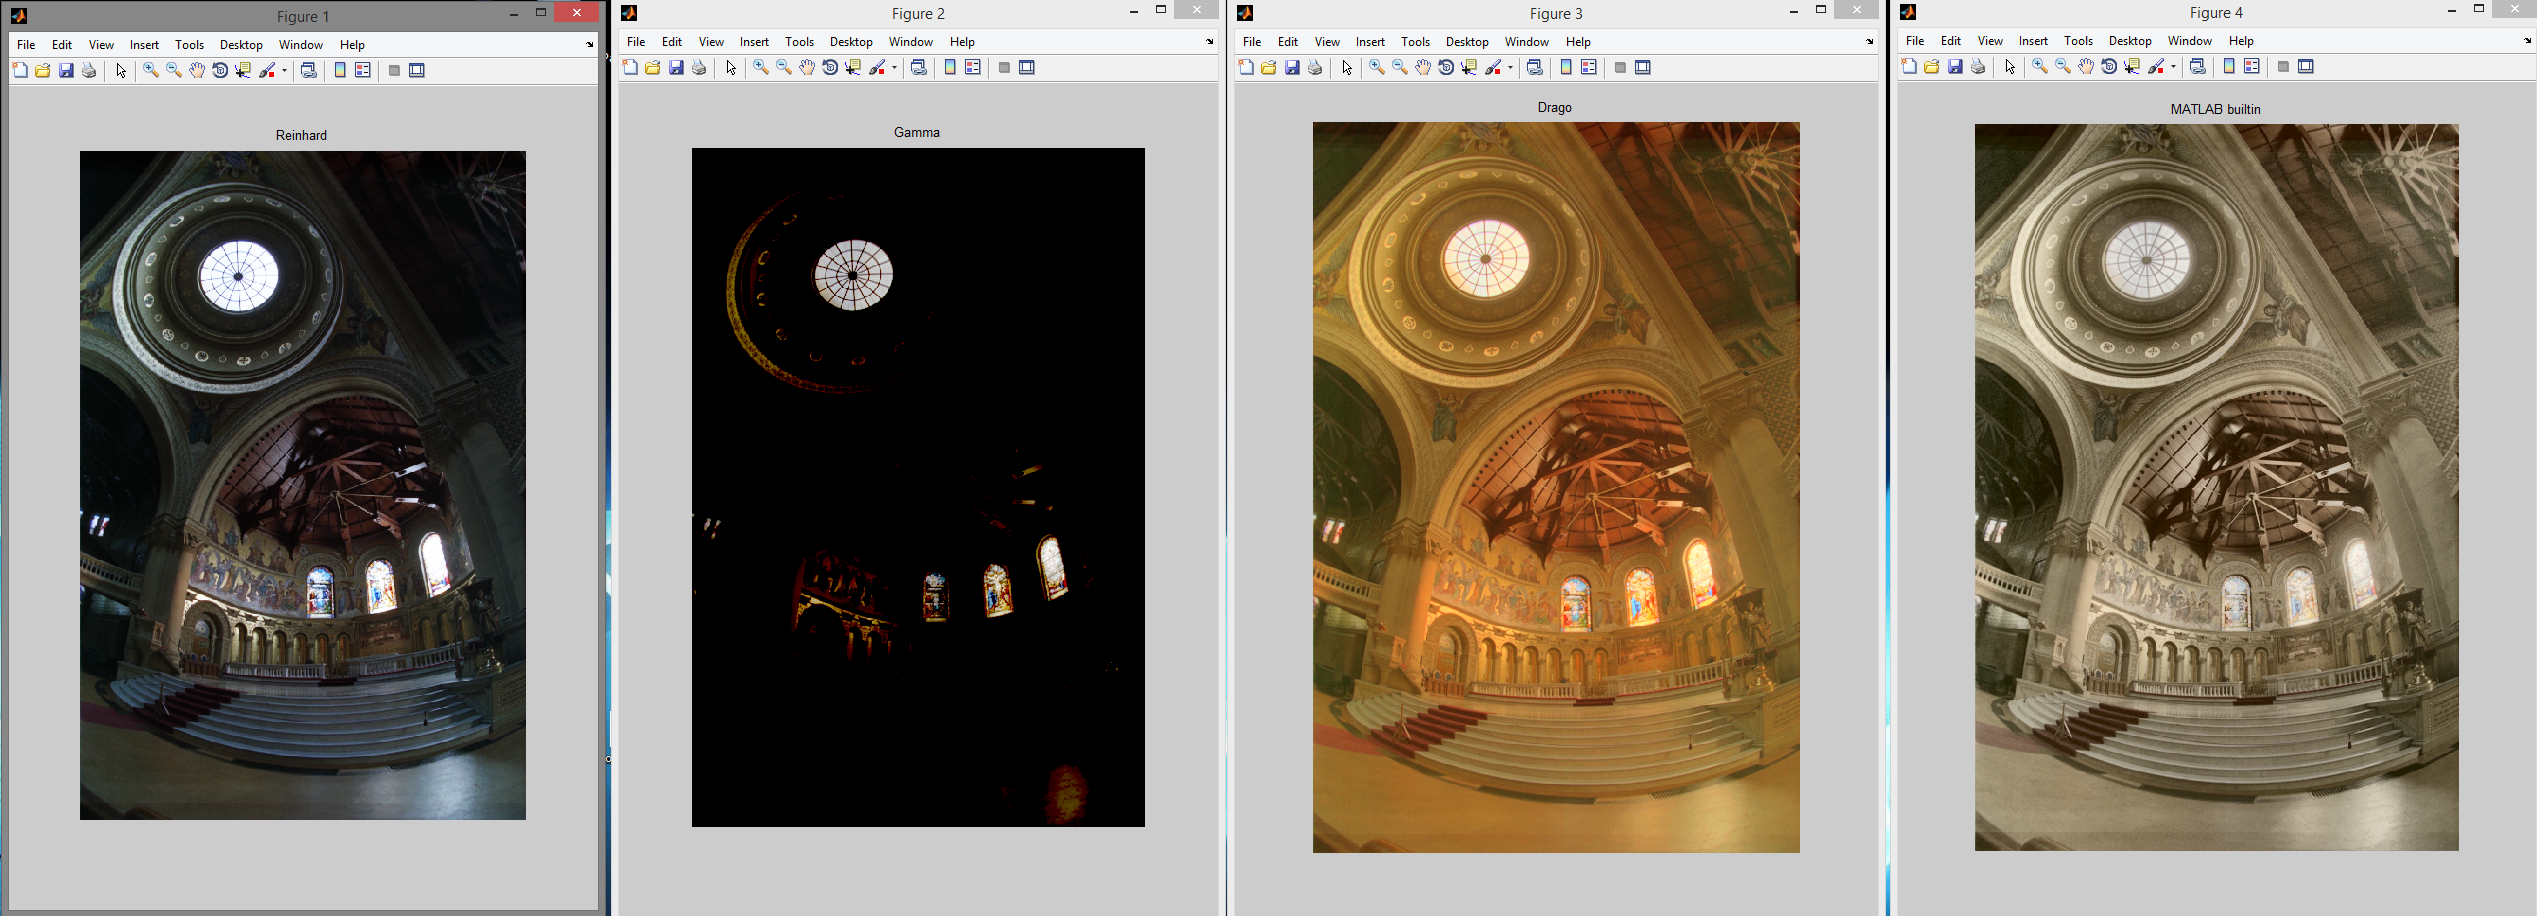 Figure 1
File Edit View Insert Tools Desktop Window Help
Reinhard
Figure 2
File Edit View Insert Tools Desktop Window Help
Gamma
Figure 3
File Edit View Insert Tools Desktop Window Help
Drago
Figure 4
File Edit View Insert Tools Desktop Window Help
MATLAB builtin